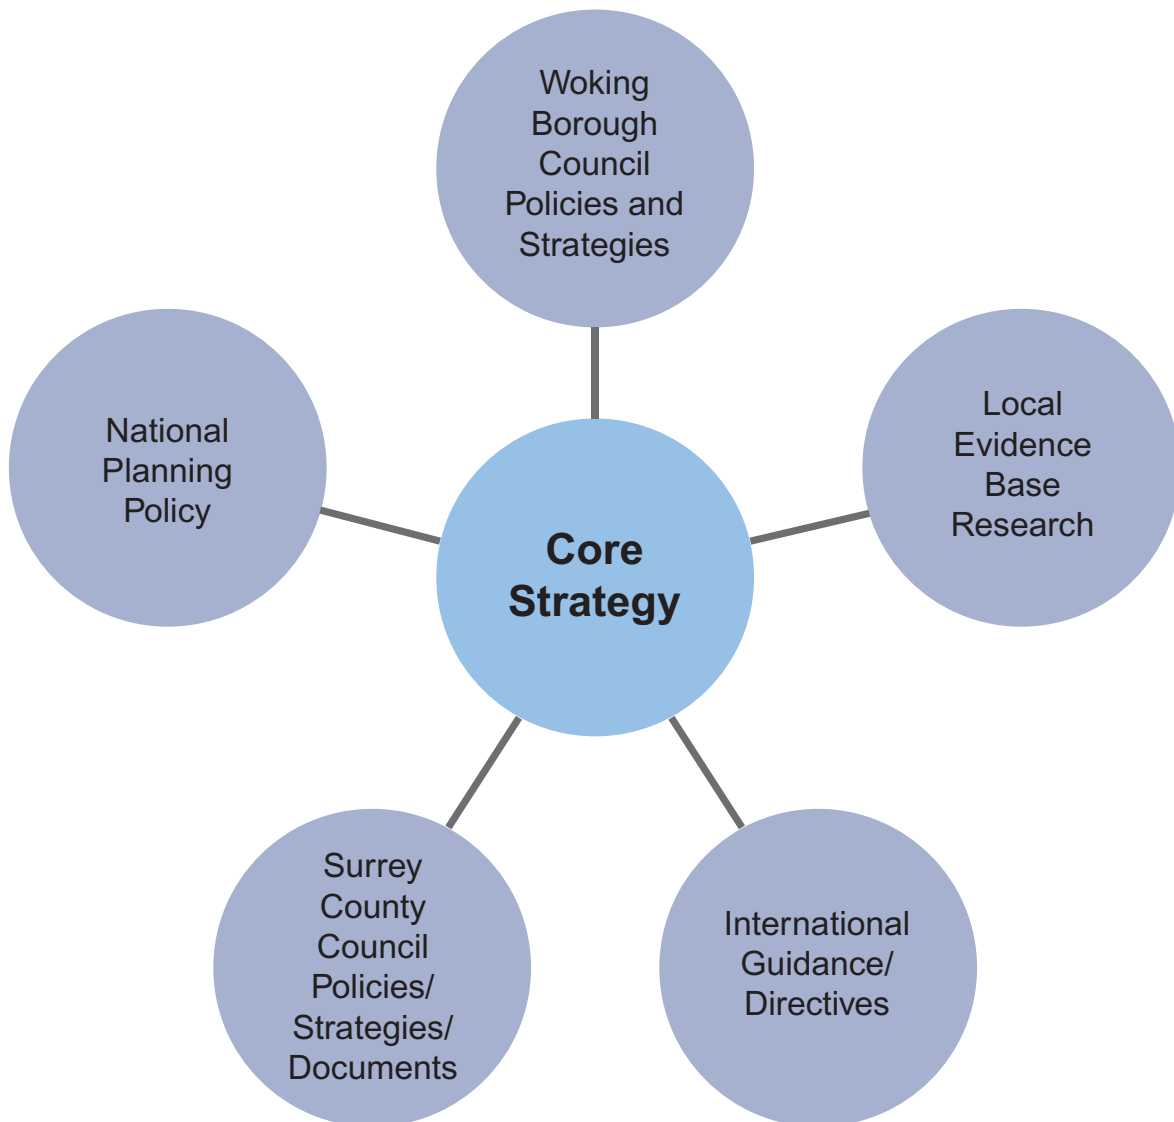 Woking
Borough
Council
Policies and
Strategies
National
Planning
Policy
Local
Evidence
Base
Research
Core
Strategy
Surrey
County
Council
Policies/
Strategies/
Documents
International
Guidance/
Directives